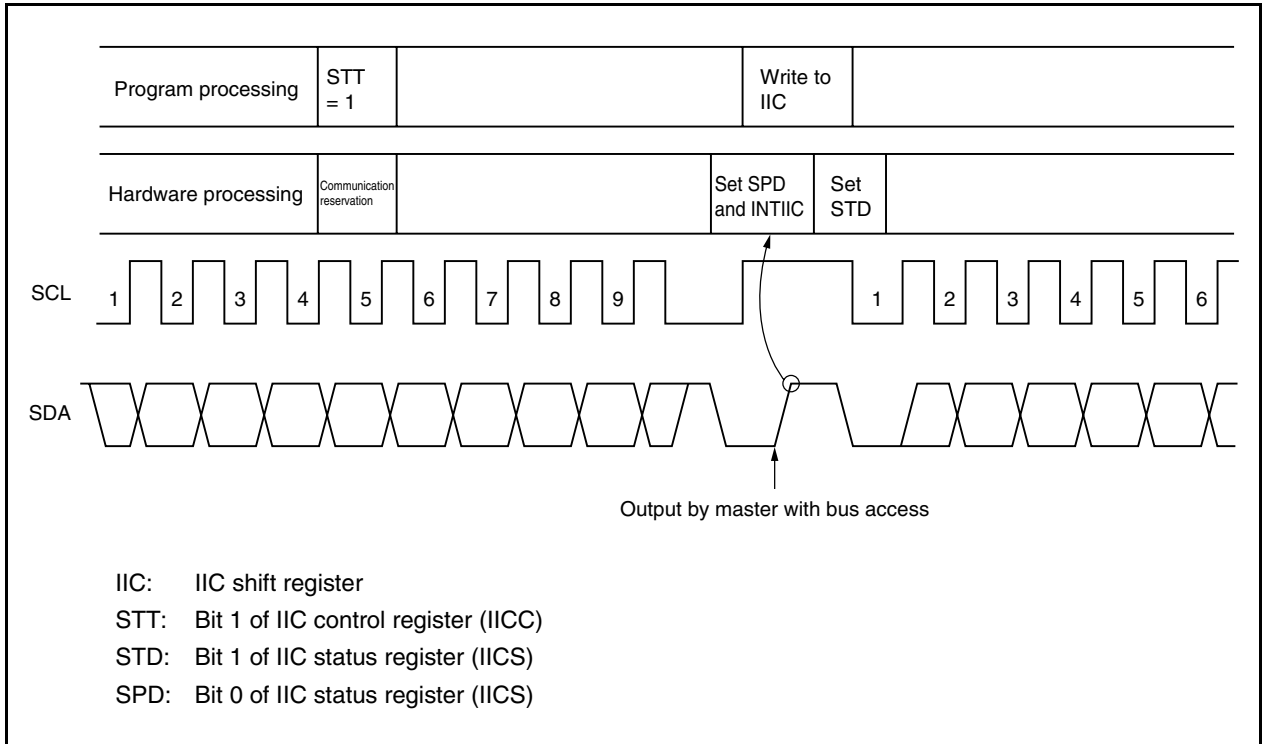 Program processing
STT
= 1
Write to
IIC
Hardware processing
Communication
reservation
Set SPD
and INTIIC
Set
STD
SCL
1 2 3 4 5 6 7 8 9 1 2 3 4 5 6
SDA
Output by master with bus access
IIC: IIC shift register
STT: Bit 1 of IIC control register (IICC)
STD: Bit 1 of IIC status register (IICS)
SPD: Bit 0 of IIC status register (IICS)